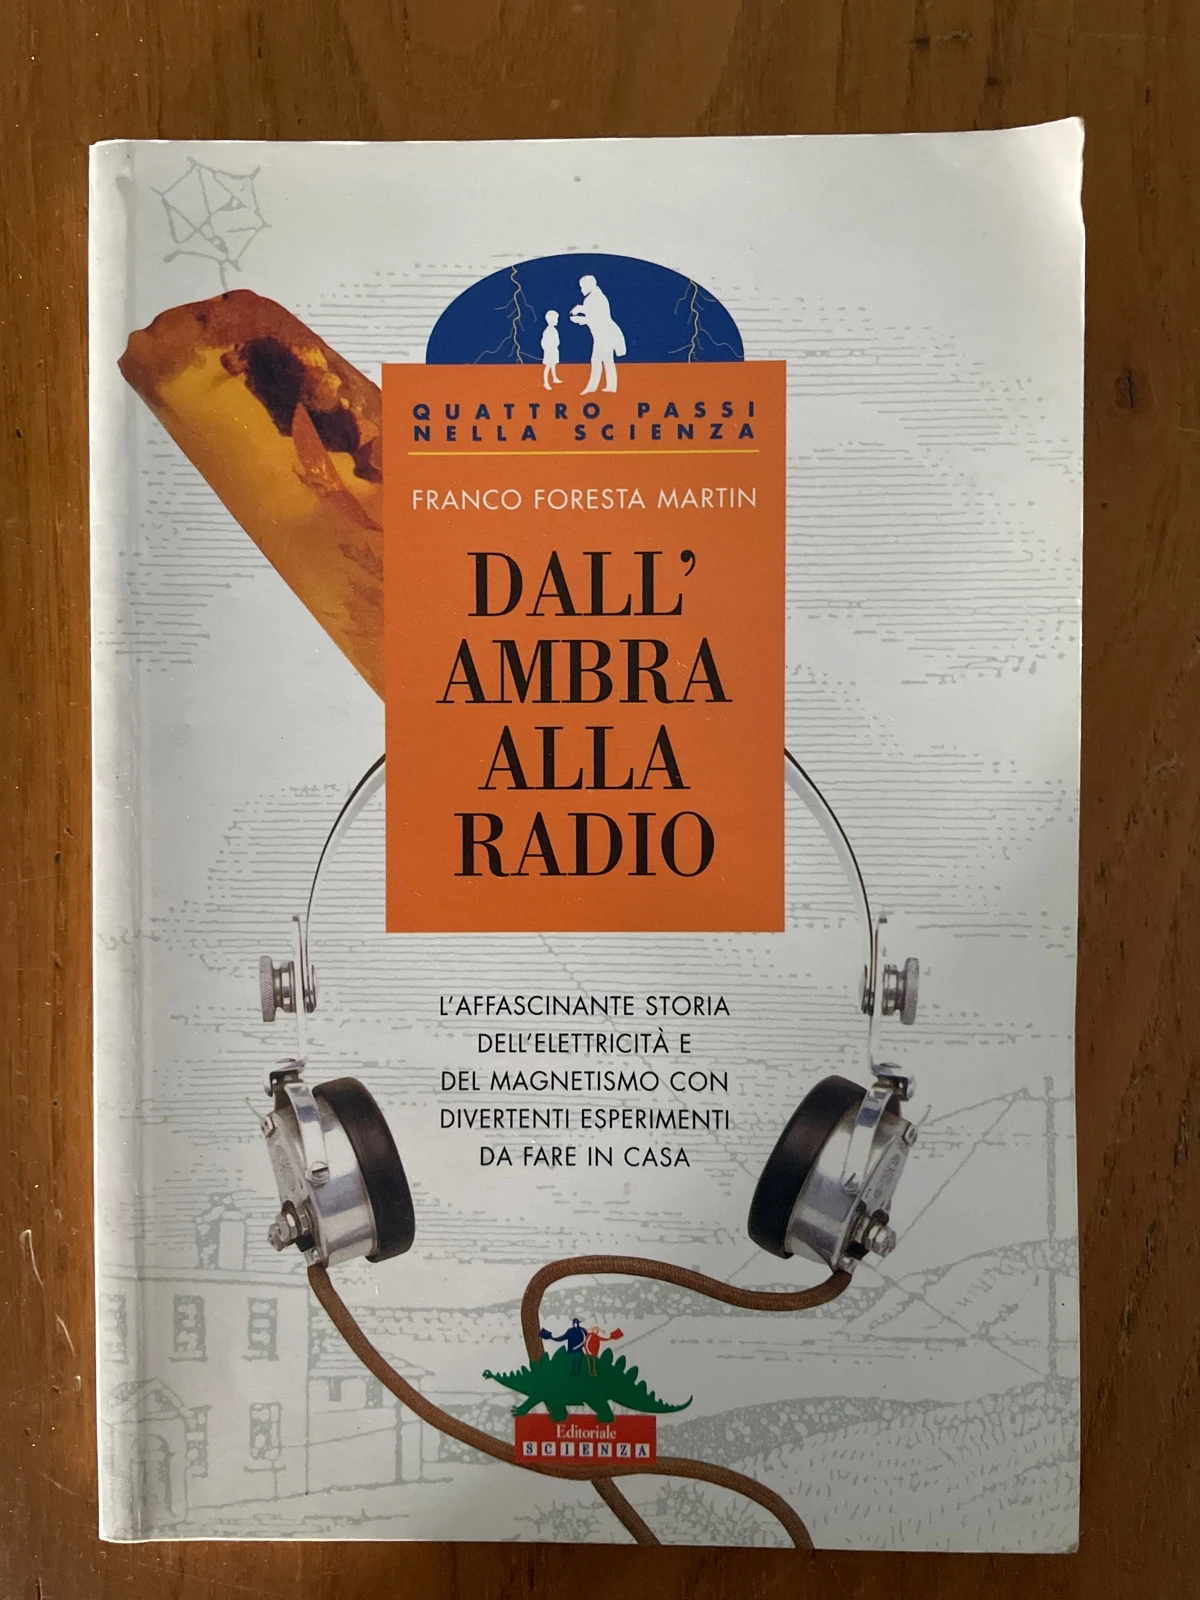 QUATTRO PASSI
NELLA SCIENZA
FRANCO FORESTA MARTIN
DALL'
AMBRA
ALLA
RADIO
L'AFFASCINANTE STORIA
DELL'ELETTRICITÀ E
DEL MAGNETISMO CON
DIVERTENTI ESPERIMENTI
DA FARE IN CASA
Editoriale
SCIENZA